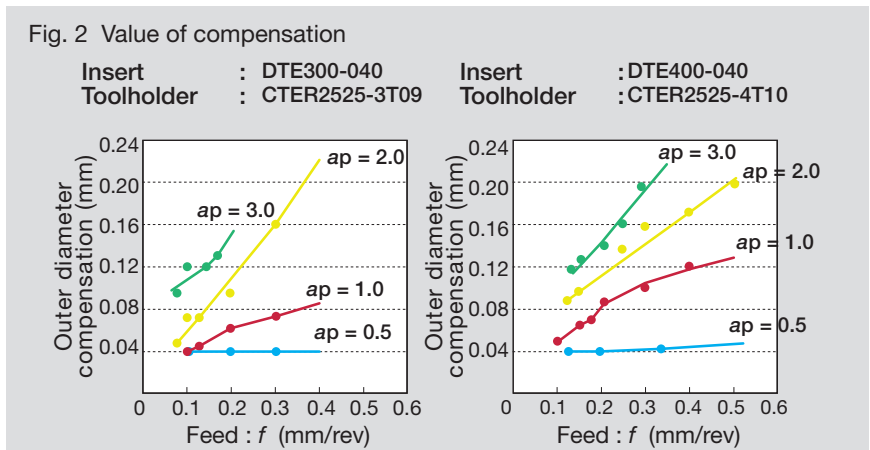 Fig. 2 Value of compensation
Insert : DTE300-040
Toolholder : CTER2525-3T09
Insert : DTE400-040
Toolholder : CTER2525-4T10
Outer diameter
compensation (mm)
0.24
0.20
0.16
0.12
0.08
0.04
0
ap = 2.0
ap = 3.0
ap = 1.0
ap = 0.5
0.1 0.2 0.3 0.4 0.6
Feed : f (mm/rev)
Outer diameter
compensation (mm)
0.24
0.20
0.16
0.12
0.08
0.04
0
ap = 3.0
ap = 2.0
ap = 1.0
ap = 0.5
0.1 0.2 0.3 0.4 0.5 0.6
Feed : f (mm/rev)